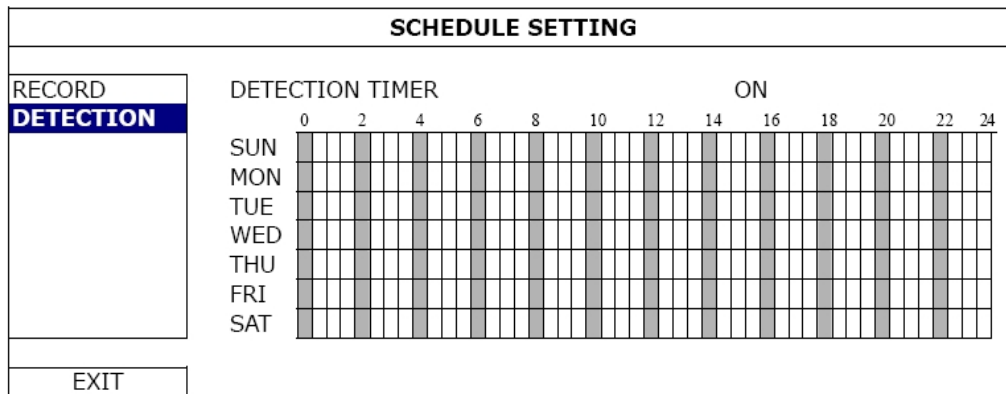 SCHEDULE SETTING
RECORD
DETECTION
DETECTION TIMER ON
0 2 4 6 8 10 12 14 16 18 20 22 24
SUN
MON
TUE
WED
THU
FRI
SAT
EXIT